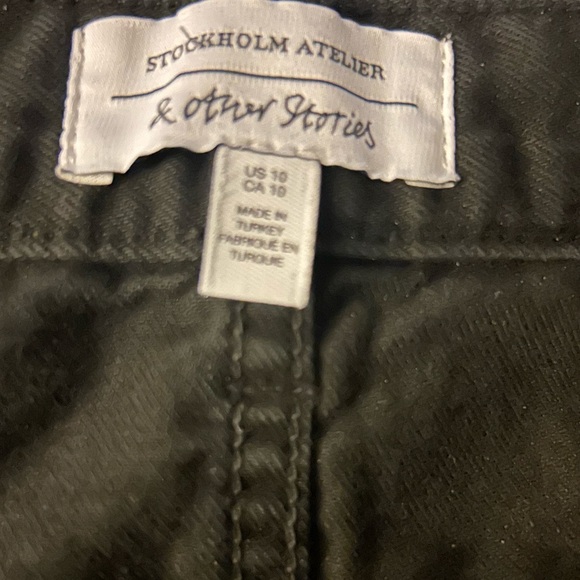 STOCKHOLM ATELIER
& other Stories
US 10
CA 10
MADE IN
TURKEY
FABRIQUÉ EN
TURQUIE